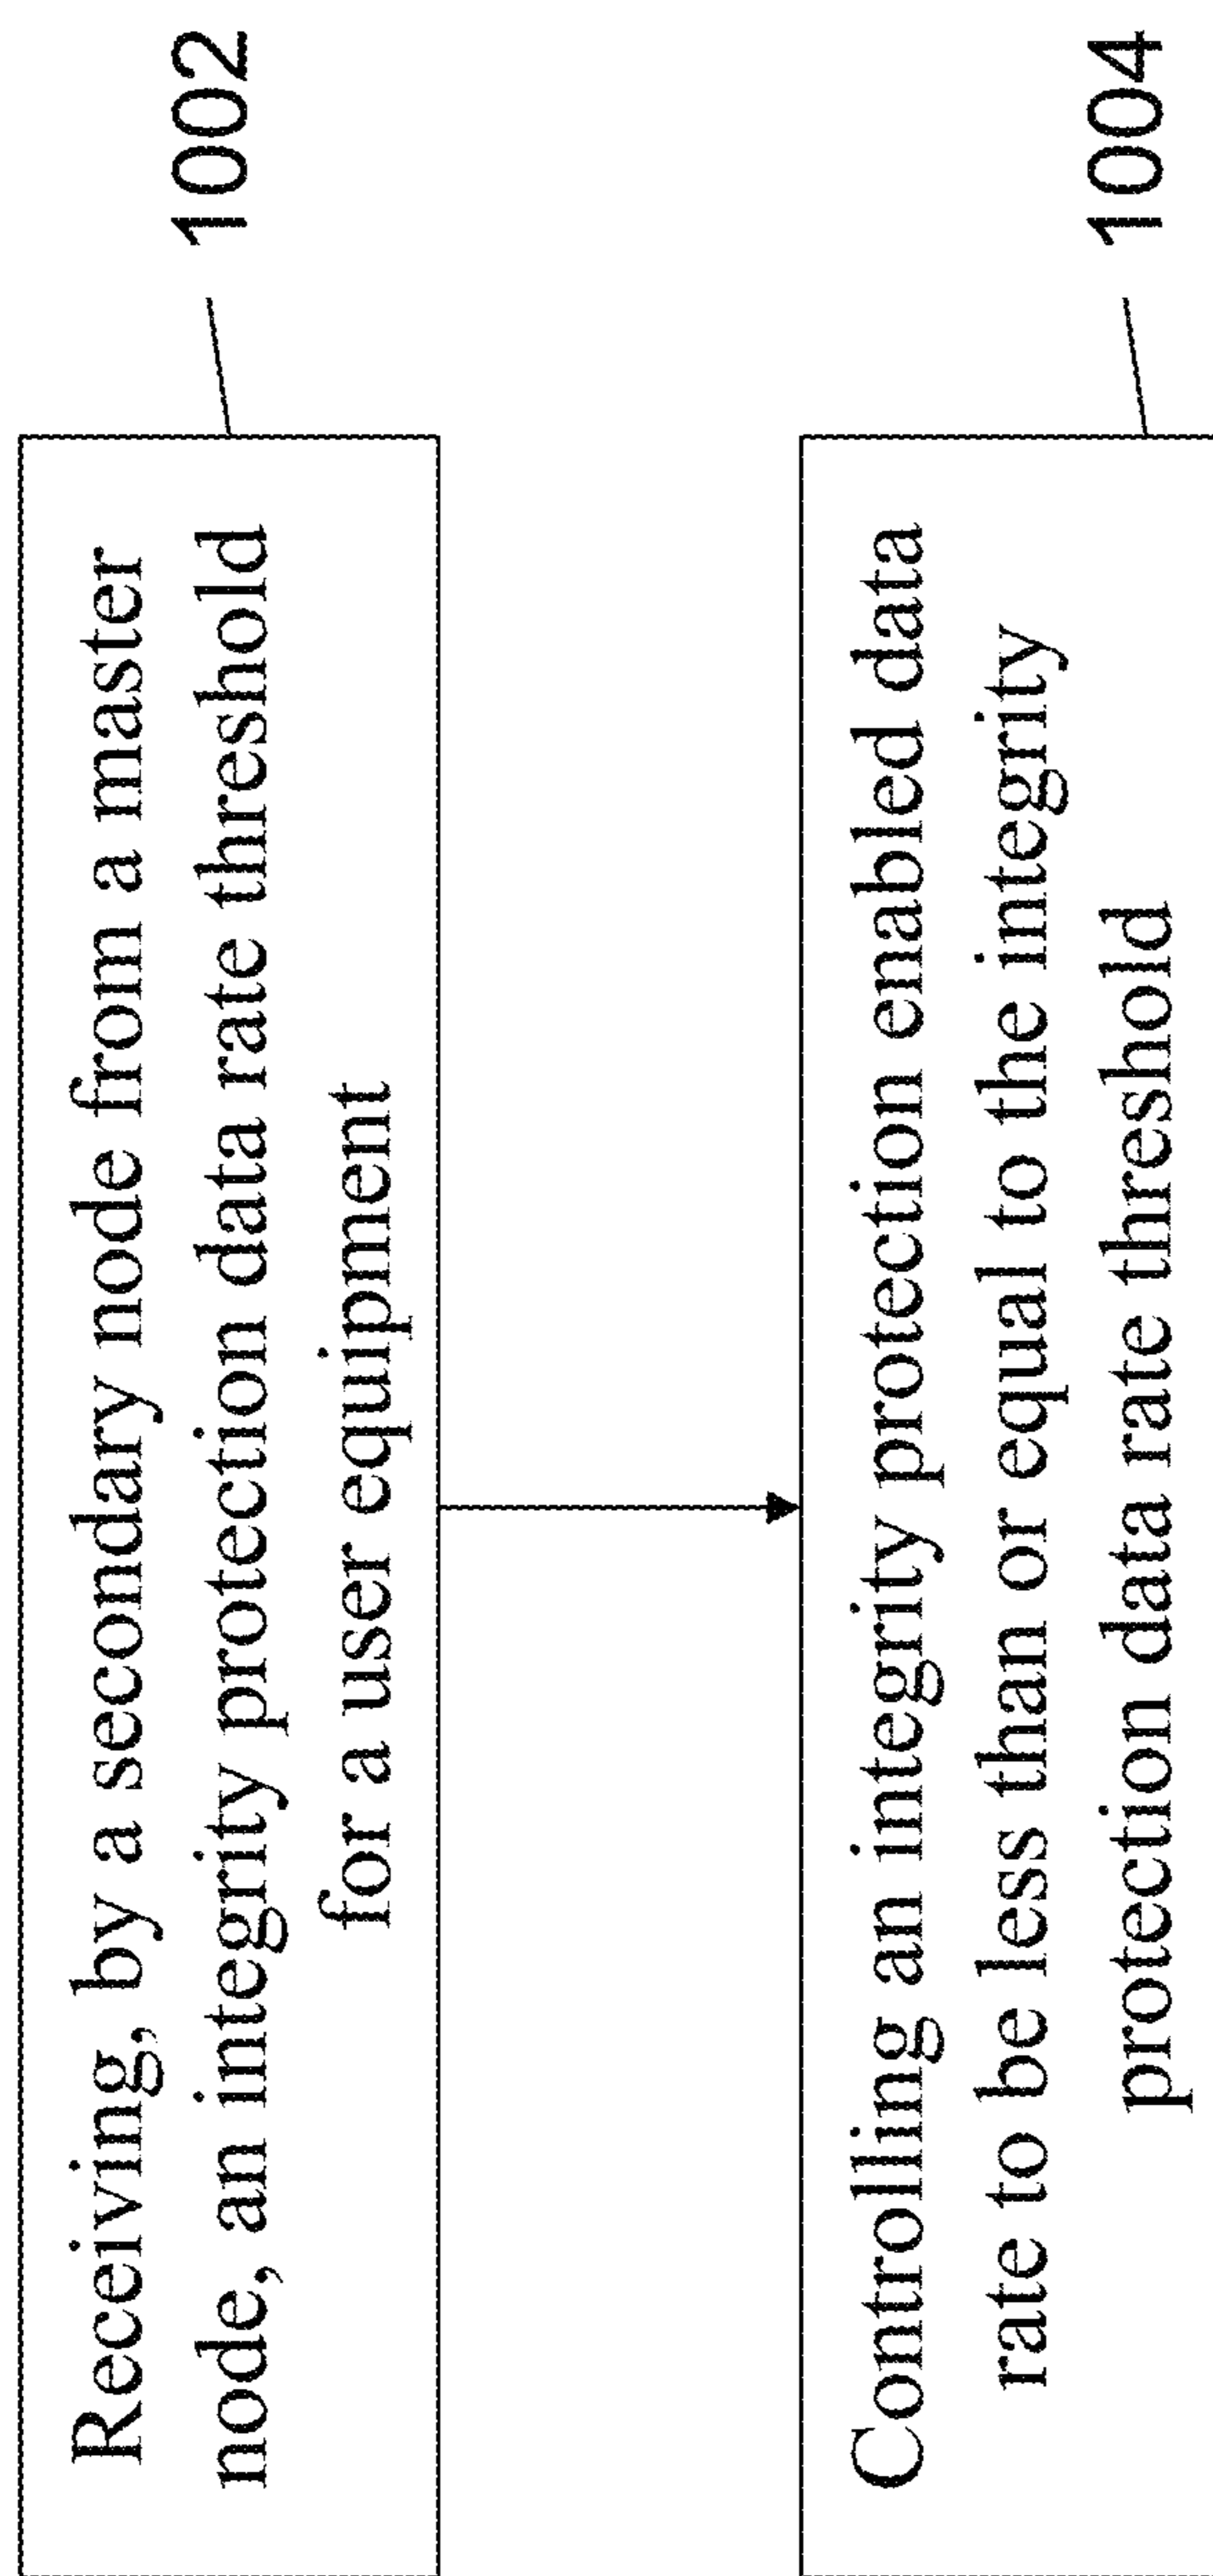 Receiving, by a secondary node from a master
node, an integrity protection data rate threshold
for a user equipment
1002
Controlling an integrity protection enabled data
rate to be less than or equal to the integrity
protection data rate threshold
1004